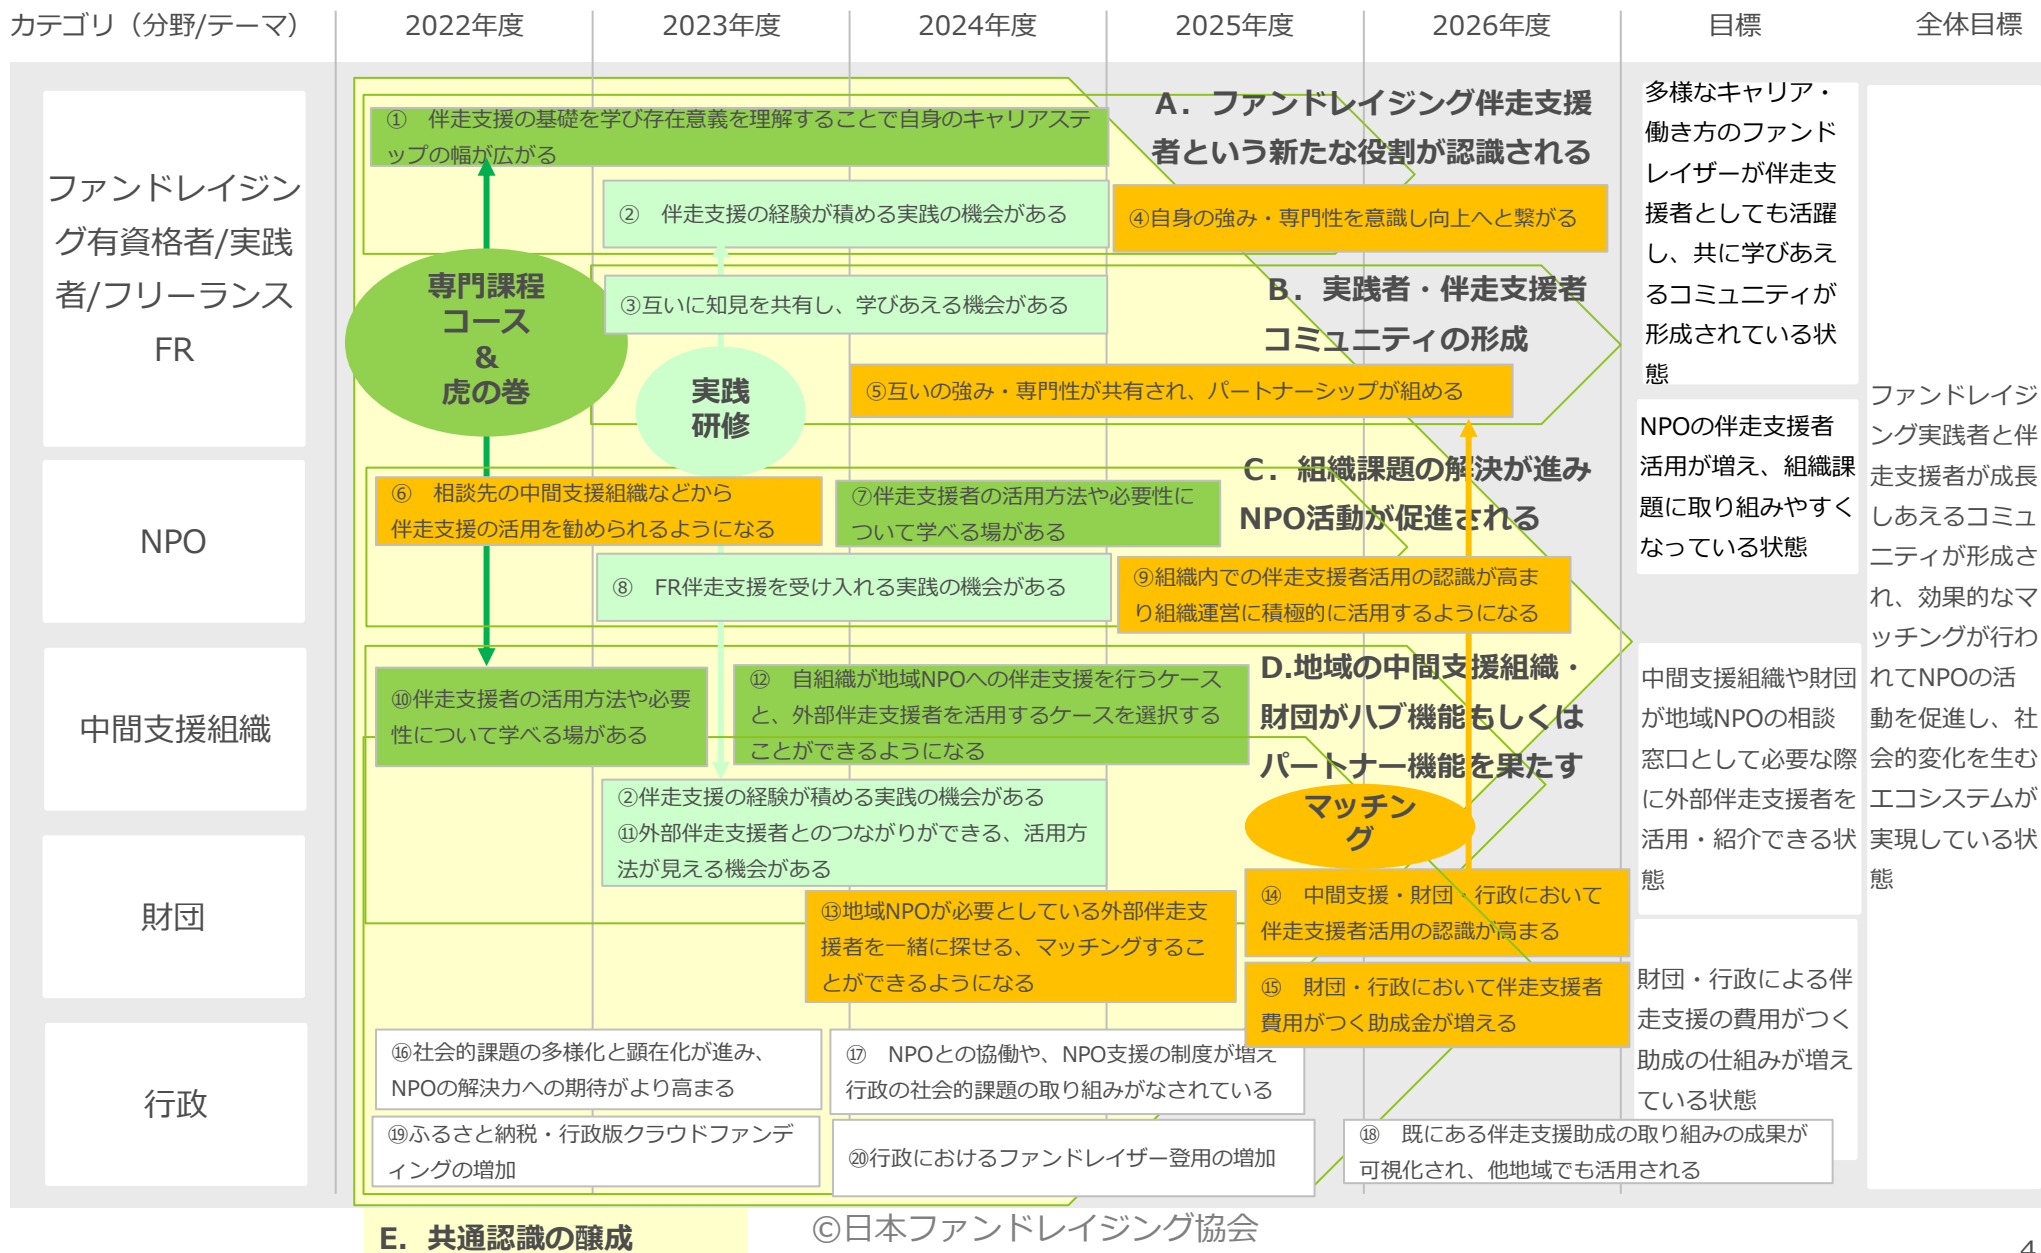 カテゴリ（分野/テーマ）
2022年度
2023年度
2024年度
2025年度
2026年度
目標
全体目標
ファンドレイジン
グ有資格者/実践
者/フリーランス
FR
① 伴走支援の基礎を学び存在意義を理解することで自身のキャリアステ
ップの幅が広がる
A．ファンドレイジング伴走支援
者という新たな役割が認識される
② 伴走支援の経験が積める実践の機会がある
④自身の強み・専門性を意識し向上へと繋がる
専門課程
コース
&
虎の巻
③互いに知見を共有し、学びあえる機会がある
B．実践者・伴走支援者
コミュニティの形成
実践
研修
⑤互いの強み・専門性が共有され、パートナーシップが組める
多様なキャリア・
働き方のファンド
レイザーが伴走支
援者としても活躍
し、共に学びあえ
るコミュニティが
形成されている状
態
NPO
⑥ 相談先の中間支援組織などから
伴走支援の活用を勧められるようになる
⑦伴走支援者の活用方法や必要性に
ついて学べる場がある
C．組織課題の解決が進み
NPO活動が促進される
⑧ FR伴走支援を受け入れる実践の機会がある
⑨組織内での伴走支援者活用の認識が高ま
り組織運営に積極的に活用するようになる
NPOの伴走支援者
活用が増え、組織課
題に取り組みやすく
なっている状態
中間支援組織
⑩伴走支援者の活用方法や必要
性について学べる場がある
⑫ 自組織が地域NPOへの伴走支援を行うケース
と、外部伴走支援者を活用するケースを選択する
ことができるようになる
D.地域の中間支援組織・
財団がハブ機能もしくは
パートナー機能を果たす
②伴走支援の経験が積める実践の機会がある
⑪外部伴走支援者とのつながりができる、活用方
法が見える機会がある
マッチン
グ
中間支援組織や財団
が地域NPOの相談
窓口として必要な際
に外部伴走支援者を
活用・紹介できる状
態
財団
⑬地域NPOが必要としている外部伴走支
援者を一緒に探せる、マッチングするこ
とができるようになる
⑭ 中間支援・財団・行政において
伴走支援者活用の認識が高まる
⑮ 財団・行政において伴走支援者
費用がつく助成金が増える
財団・行政による伴
走支援の費用がつく
助成の仕組みが増え
ている状態
行政
⑯社会的課題の多様化と顕在化が進み、
NPOの解決力への期待がより高まる
⑰ NPOとの協働や、NPO支援の制度が増え
行政の社会的課題の取り組みがなされている
⑲ふるさと納税・行政版クラウドファンデ
ィングの増加
⑳行政におけるファンドレイザー登用の増加
⑱ 既にある伴走支援助成の取り組みの成果が
可視化され、他地域でも活用される
ファンドレイジ
ング実践者と伴
走支援者が成長
しあえるコミュ
ニティが形成さ
れ、効果的なマ
ッチングが行わ
れてNPOの活
動を促進し、社
会的変化を生む
エコシステムが
実現している状
態
E．共通認識の醸成
©日本ファンドレイジング協会
4